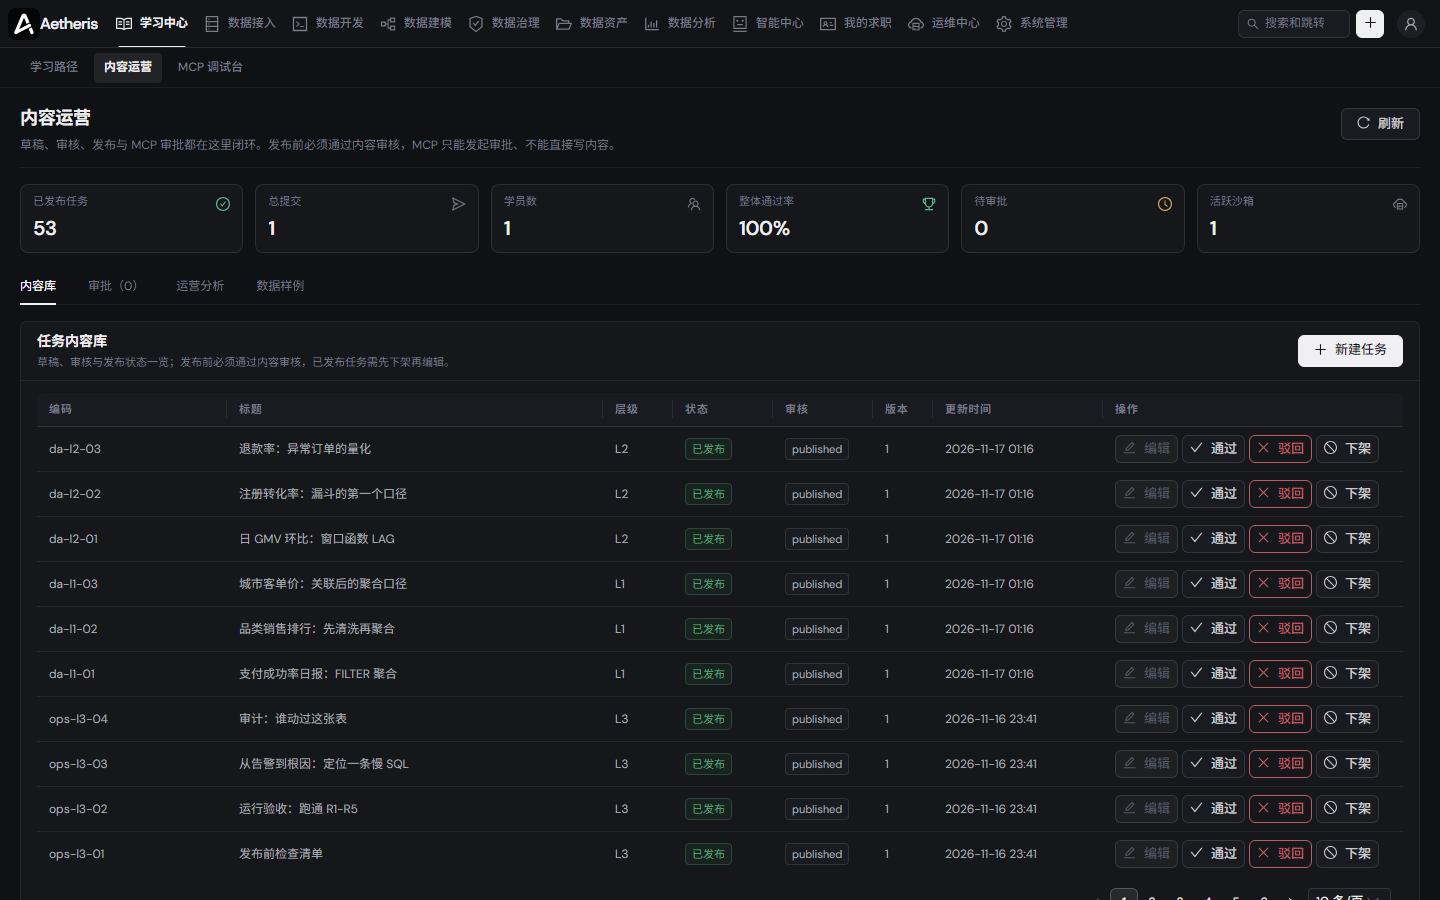 Aetheris 学习中心 数据接入 数据开发 数据建模 数据治理 数据资产 数据分析 智能中心 我的求职 运维中心 系统管理 搜索和跳转
学习路径 内容运营 MCP 调试台
内容运营
草稿、审核、发布与 MCP 审批都在这里闭环。发布前必须通过内容审核，MCP 只能发起审批、不能直接写内容。
刷新
已发布任务 总提交 学员数 整体通过率 待审批 活跃沙箱
53 1 1 100% 0 1
内容库 审批（0） 运营分析 数据样例
任务内容库
草稿、审核与发布状态一览；发布前必须通过内容审核，已发布任务需先下架再编辑。
新建任务
编码 标题 层级 状态 审核 版本 更新时间 操作
da-l2-03 退款率：异常订单的量化 L2 已发布 published 1 2026-11-17 01:16 编辑 通过 驳回 下架
da-l2-02 注册转化率：漏斗的第一个口径 L2 已发布 published 1 2026-11-17 01:16 编辑 通过 驳回 下架
da-l2-01 日 GMV 环比：窗口函数 LAG L2 已发布 published 1 2026-11-17 01:16 编辑 通过 驳回 下架
da-l1-03 城市客单价：关联后的聚合口径 L1 已发布 published 1 2026-11-17 01:16 编辑 通过 驳回 下架
da-l1-02 品类销售排行：先清洗再聚合 L1 已发布 published 1 2026-11-17 01:16 编辑 通过 驳回 下架
da-l1-01 支付成功率日报：FILTER 聚合 L1 已发布 published 1 2026-11-17 01:16 编辑 通过 驳回 下架
ops-l3-04 审计：谁动过这张表 L3 已发布 published 1 2026-11-16 23:41 编辑 通过 驳回 下架
ops-l3-03 从告警到根因：定位一条慢 SQL L3 已发布 published 1 2026-11-16 23:41 编辑 通过 驳回 下架
ops-l3-02 运行验收：跑通 R1-R5 L3 已发布 published 1 2026-11-16 23:41 编辑 通过 驳回 下架
ops-l3-01 发布前检查清单 L3 已发布 published 1 2026-11-16 23:41 编辑 通过 驳回 下架
1 2 3 4 5 6 10 条/页